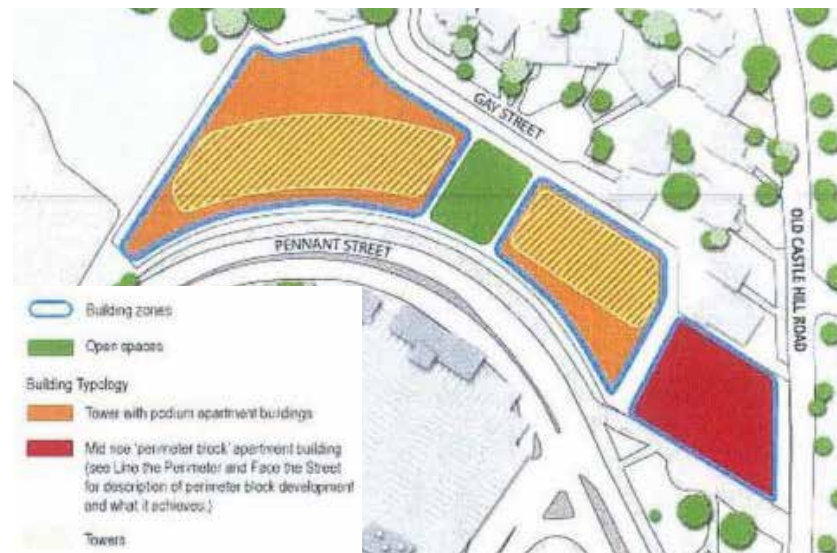 GAY STREET
PENNANT STREET
OLD CASTLE HILL ROAD
Building zones
Open spaces
Building Typology
Tower with podium apartment buildings
Mid rise 'perimeter block' apartment building
(see Line the Perimeter and Face the Street
for description of perimeter block development
and what it achieves.)
Towers